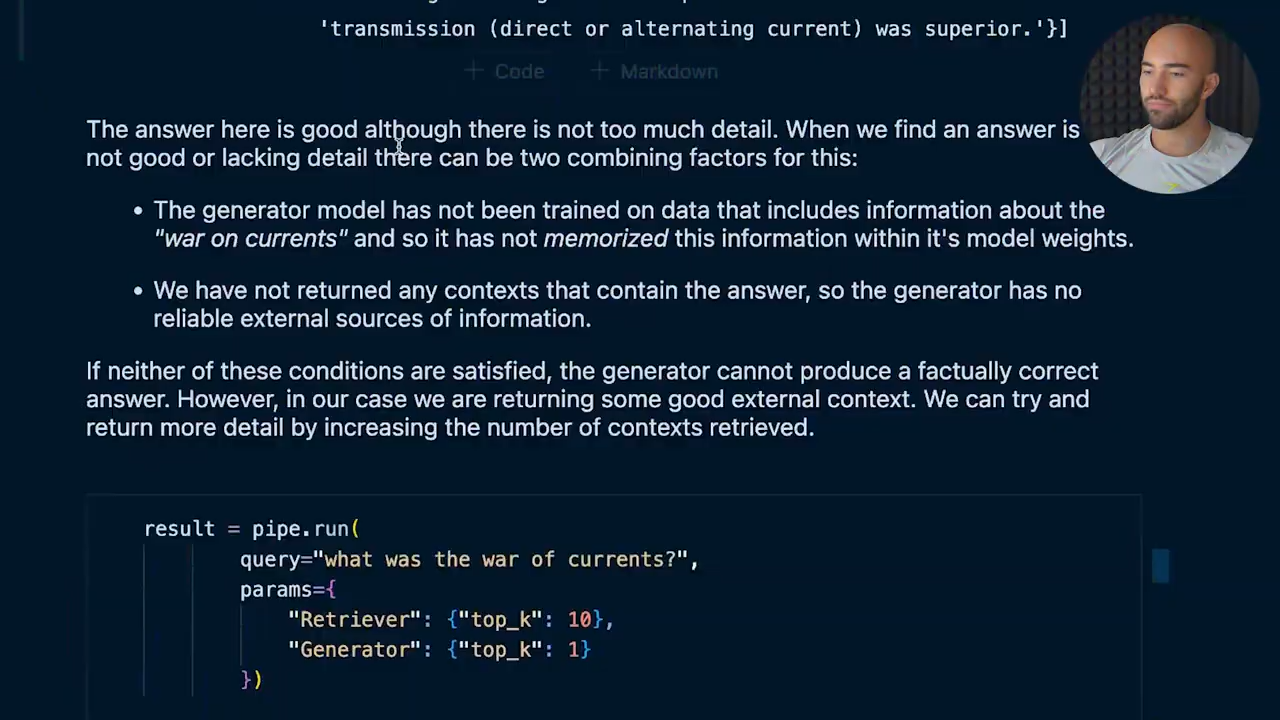 'transmission (direct or alternating current) was superior.'}]
+ Code + Markdown
The answer here is good although there is not too much detail. When we find an answer is
not good or lacking detail there can be two combining factors for this:
• The generator model has not been trained on data that includes information about the
"war on currents" and so it has not memorized this information within it's model weights.
• We have not returned any contexts that contain the answer, so the generator has no
reliable external sources of information.
If neither of these conditions are satisfied, the generator cannot produce a factually correct
answer. However, in our case we are returning some good external context. We can try and
return more detail by increasing the number of contexts retrieved.
result = pipe.run(
query="what was the war of currents?",
params={
"Retriever": {"top_k": 10},
"Generator": {"top_k": 1}
})